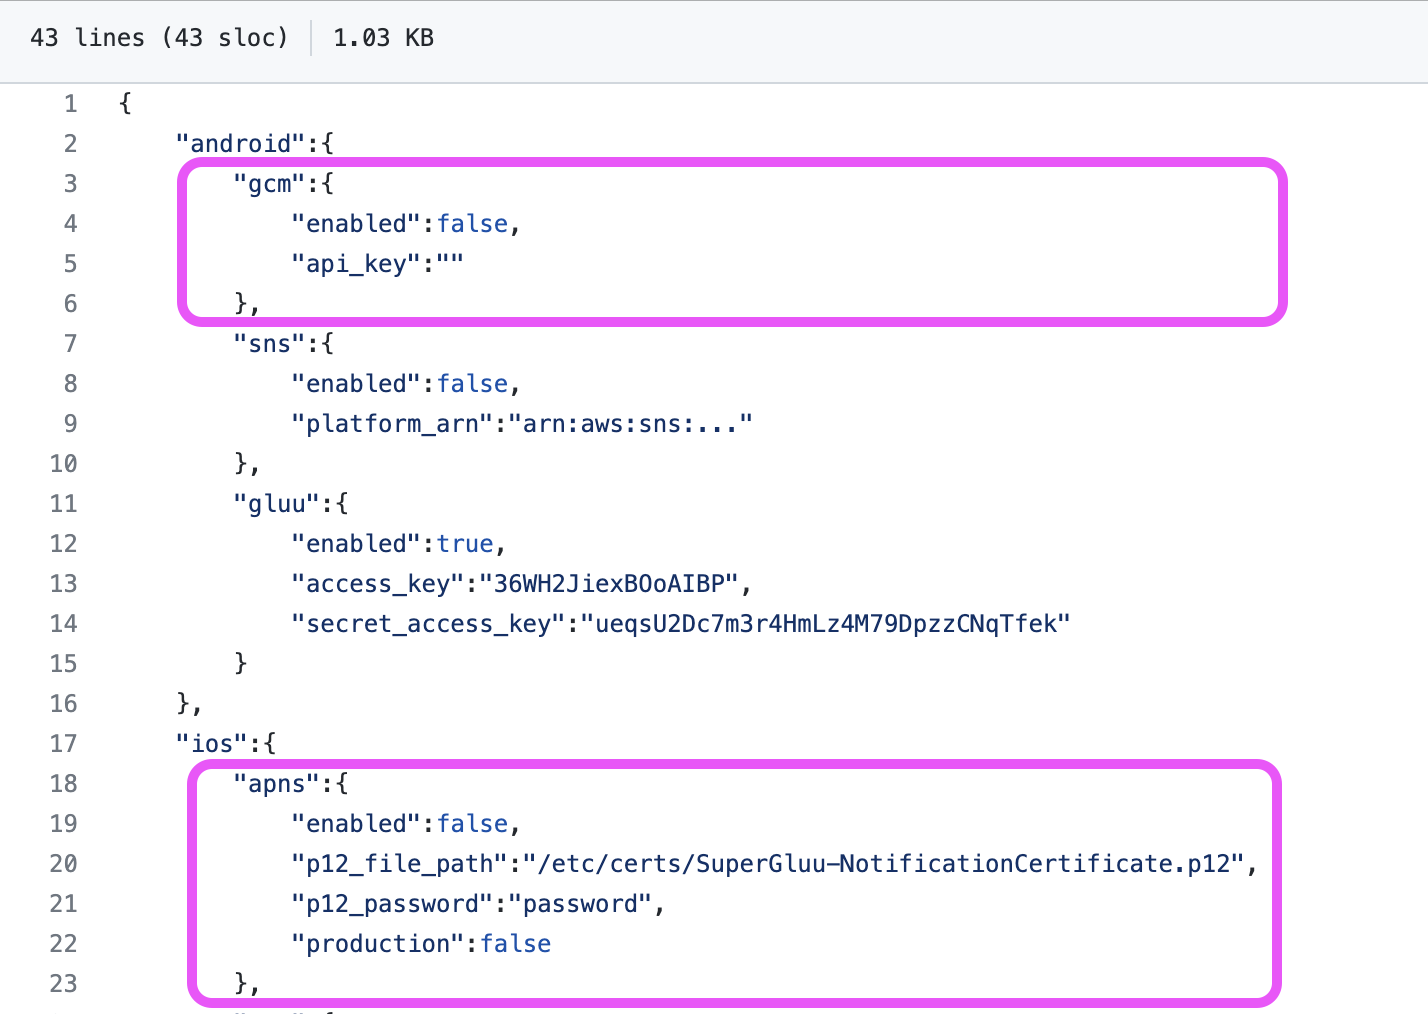 43 lines (43 sloc) 1.03 KB
1 {
2 "android":{
3 "gcm":{
4 "enabled":false,
5 "api_key":""
6 },
7 "sns":{
8 "enabled":false,
9 "platform_arn":"arn:aws:sns:..."
10 },
11 "gluu":{
12 "enabled":true,
13 "access_key":"36WH2JiexBOoAIBP",
14 "secret_access_key":"ueqsU2Dc7m3r4HmLz4M79DpzzCNqTfek"
15 }
16 },
17 "ios":{
18 "apns":{
19 "enabled":false,
20 "p12_file_path":"/etc/certs/SuperGluu-NotificationCertificate.p12",
21 "p12_password":"password",
22 "production":false
23 },